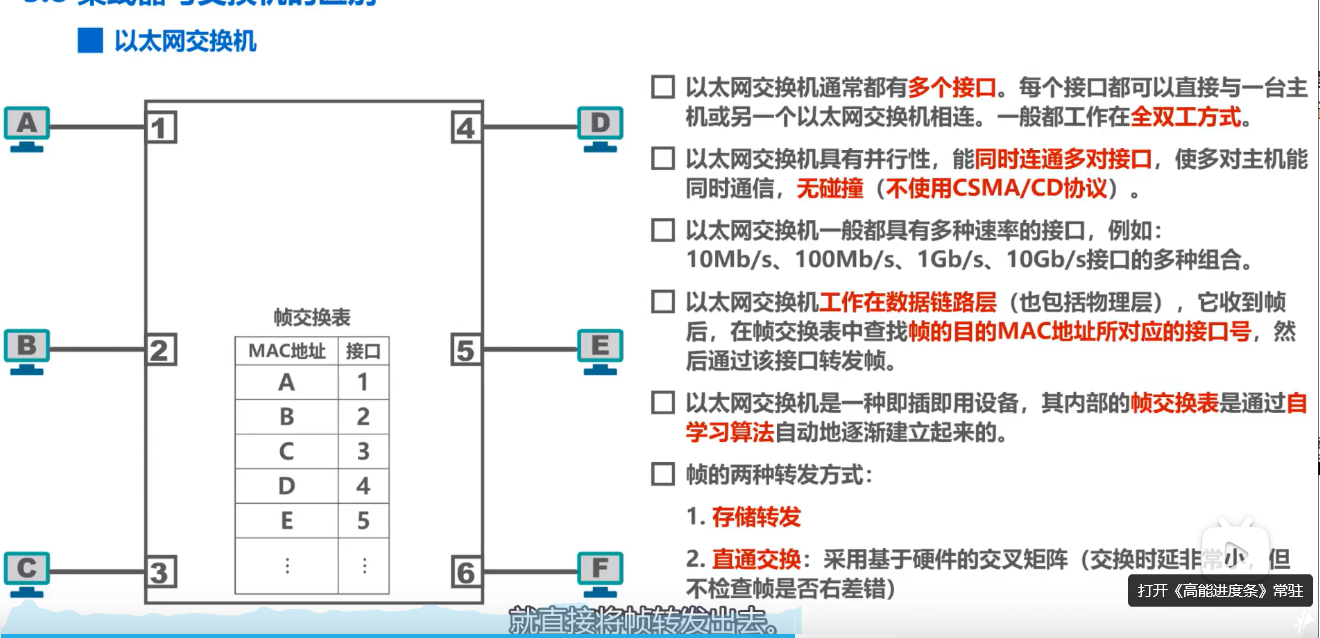 3.8 集线器与交换机的区别
以太网交换机
A
1
4
D
B
2
5
E
C
3
6
F
帧交换表
MAC地址 接口
A 1
B 2
C 3
D 4
E 5
⋮ ⋮
以太网交换机通常都有多个接口。每个接口都可以直接与一台主
机或另一个以太网交换机相连。一般都工作在全双工方式。
以太网交换机具有并行性，能同时连通多对接口，使多对主机能
同时通信，无碰撞（不使用CSMA/CD协议）。
以太网交换机一般都具有多种速率的接口，例如：
10Mb/s、100Mb/s、1Gb/s、10Gb/s接口的多种组合。
以太网交换机工作在数据链路层（也包括物理层），它收到帧
后，在帧交换表中查找帧的目的MAC地址所对应的接口号，然
后通过该接口转发帧。
以太网交换机是一种即插即用设备，其内部的帧交换表是通过自
学习算法自动地逐渐建立起来的。
帧的两种转发方式：
1. 存储转发
2. 直通交换：采用基于硬件的交叉矩阵（交换时延非常小，但
不检查帧是否右差错）
打开《高能进度条》常驻
就直接将帧转发出去。